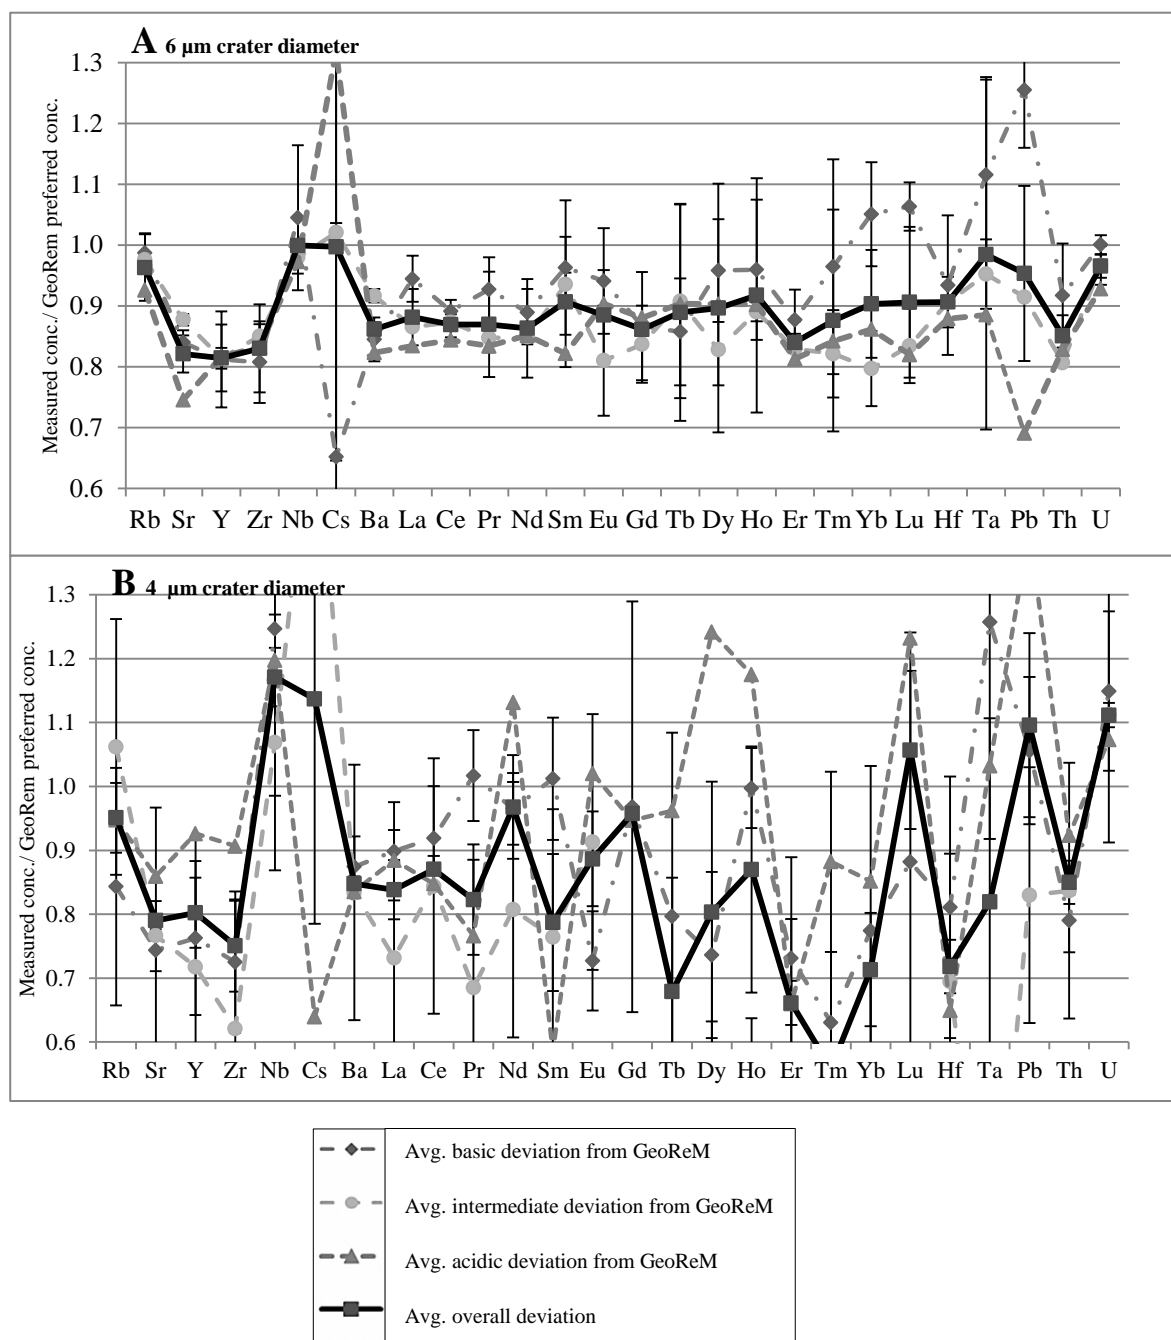 A 6 µm crater diameter
Measured conc./ GeoRem preferred conc.
1.3
1.2
1.1
1.0
0.9
0.8
0.7
0.6
Rb Sr Y Zr Nb Cs Ba La Ce Pr Nd Sm Eu Gd Tb Dy Ho Er Tm Yb Lu Hf Ta Pb Th U
B 4 µm crater diameter
Measured conc./ GeoRem preferred conc.
1.3
1.2
1.1
1.0
0.9
0.8
0.7
0.6
Rb Sr Y Zr Nb Cs Ba La Ce Pr Nd Sm Eu Gd Tb Dy Ho Er Tm Yb Lu Hf Ta Pb Th U
Avg. basic deviation from GeoReM
Avg. intermediate deviation from GeoReM
Avg. acidic deviation from GeoReM
Avg. overall deviation